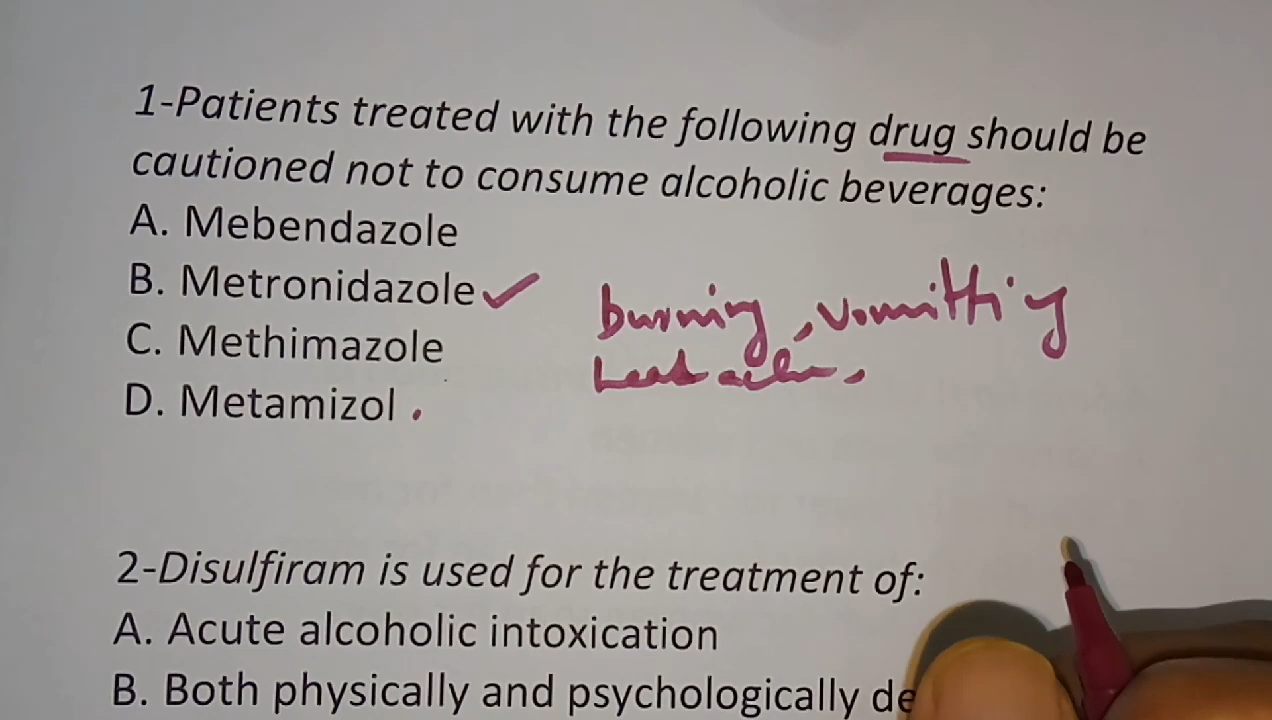 1-Patients treated with the following drug should be
cautioned not to consume alcoholic beverages:
A. Mebendazole
B. Metronidazole ✓
burning, vomitting
headache.
C. Methimazole
D. Metamizol .
2-Disulfiram is used for the treatment of:
A. Acute alcoholic intoxication
B. Both physically and psychologically de